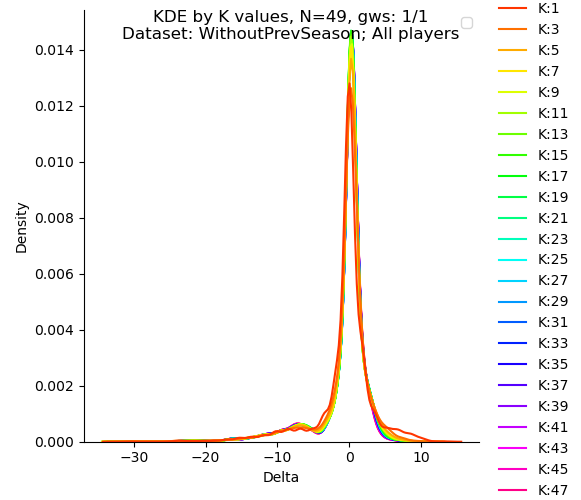 KDE by K values, N=49, gws: 1/1
Dataset: WithoutPrevSeason; All players
Density
0.014
0.012
0.010
0.008
0.006
0.004
0.002
0.000
−30
−20
−10
0
10
Delta
K:1
K:3
K:5
K:7
K:9
K:11
K:13
K:15
K:17
K:19
K:21
K:23
K:25
K:27
K:29
K:31
K:33
K:35
K:37
K:39
K:41
K:43
K:45
K:47